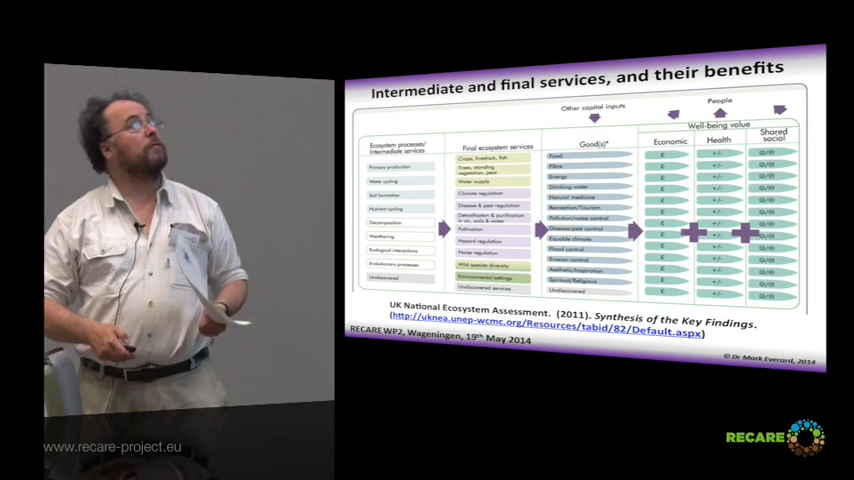 Intermediate and final services, and their benefits
Other capital inputs
People
Well-being value
Ecosystem processes/
Intermediate services
Final ecosystem services
Good(s)*
Economic
Health
Shared
social
Primary production
Water cycling
Soil formation
Nutrient cycling
Decomposition
Weathering
Ecological interactions
Evolutionary processes
Undiscovered
Crops, livestock, fish
Trees, standing
vegetation, peat
Water supply
Climate regulation
Disease & pest regulation
Detoxification & purification
in air, soils & water
Pollination
Hazard regulation
Noise regulation
Wild species diversity
Environmental settings
Undiscovered services
Food
Fibre
Energy
Drinking water
Natural medicine
Recreation/Tourism
Pollution/noise control
Disease/pest control
Equable climate
Flood control
Erosion control
Aesthetic/Inspiration
Spiritual/Religious
Undiscovered
£
£
£
£
£
£
£
£
£
£
£
£
£
+/-
+/-
+/-
+/-
+/-
+/-
+/-
+/-
+/-
+/-
+/-
+/-
+/-
UK National Ecosystem Assessment. (2011). Synthesis of the Key Findings.
(http://uknea.unep-wcmc.org/Resources/tabid/82/Default.aspx)
RECARE WP2, Wageningen, 19th May 2014
© Dr Mark Everard, 2014
www.recare-project.eu
RECARE